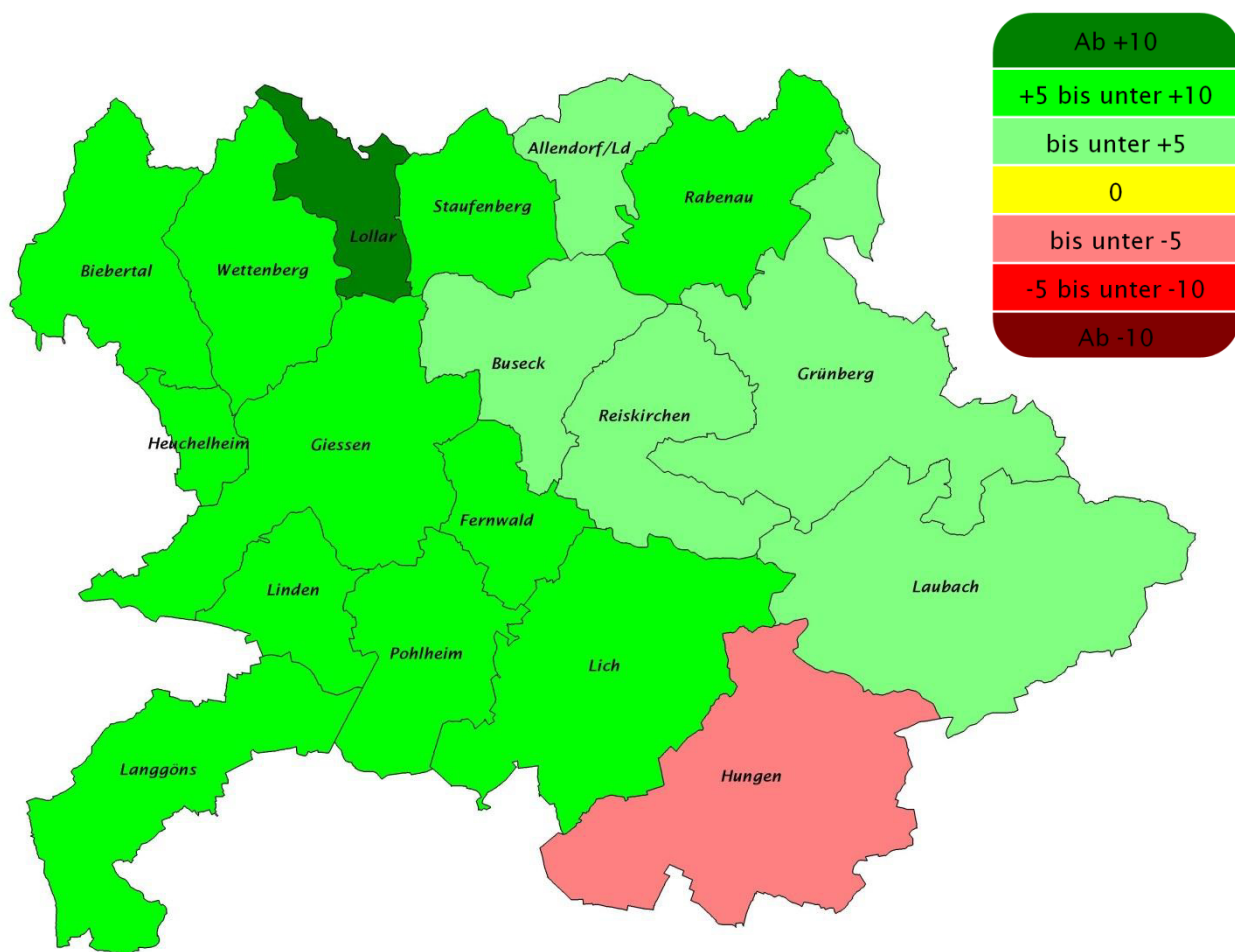 Ab +10
+5 bis unter +10
bis unter +5
0
bis unter -5
-5 bis unter -10
Ab -10
Allendorf/Ld
Rabenau
Staufenberg
Lollar
Biebertal
Wettenberg
Buseck
Grünberg
Reiskirchen
Heuchelheim
Giessen
Fernwald
Linden
Laubach
Pohlheim
Lich
Langgöns
Hungen